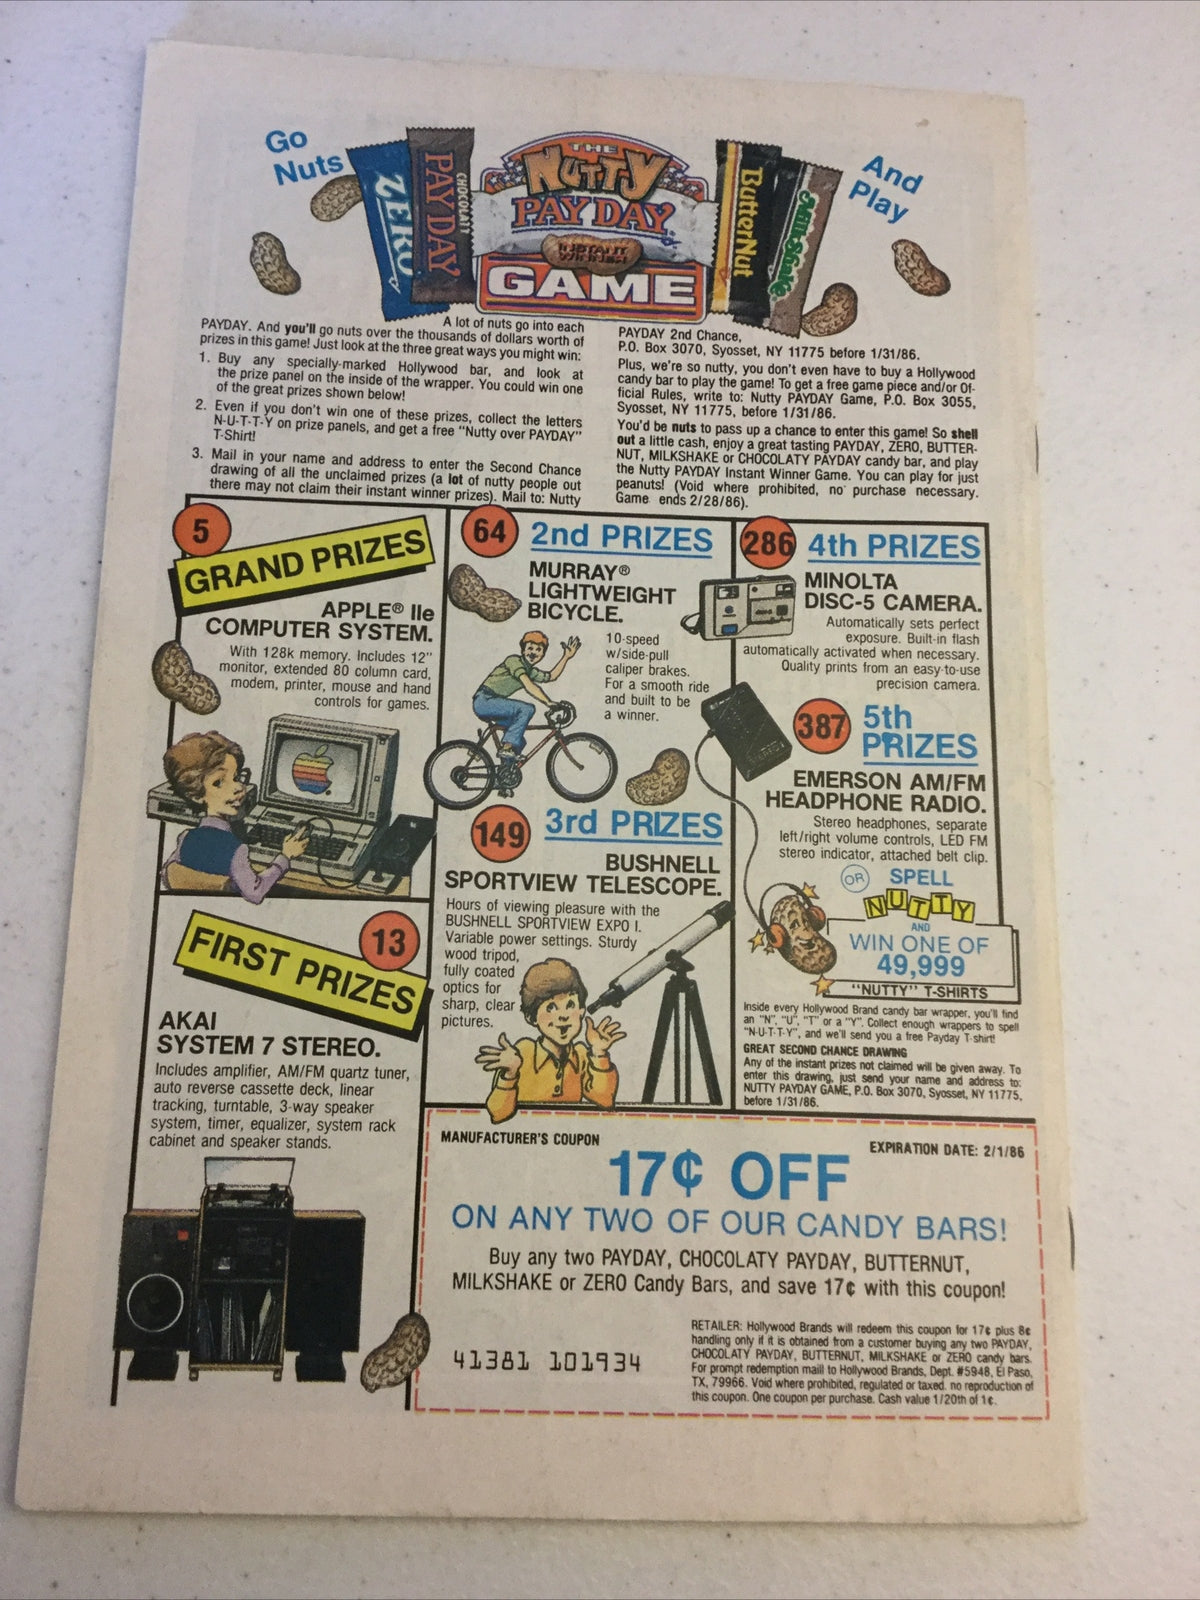 Go
Nuts
ZERO
CHOCOLATY
PAY DAY
THE
NUTTY
PAY DAY
INSTANT
WINNER
GAME
ButterNut
Milk-Shake
And
Play
A lot of nuts go into each
PAYDAY. And you'll go nuts over the thousands of dollars worth of
prizes in this game! Just look at the three great ways you might win:
1. Buy any specially-marked Hollywood bar, and look at
the prize panel on the inside of the wrapper. You could win one
of the great prizes shown below!
2. Even if you don't win one of these prizes, collect the letters
N-U-T-T-Y on prize panels, and get a free "Nutty over PAYDAY"
T-Shirt!
3. Mail in your name and address to enter the Second Chance
drawing of all the unclaimed prizes (a lot of nutty people out
there may not claim their instant winner prizes). Mail to: Nutty
PAYDAY 2nd Chance,
P.O. Box 3070, Syosset, NY 11775 before 1/31/86.
Plus, we're so nutty, you don't even have to buy a Hollywood
candy bar to play the game! To get a free game piece and/or Of-
ficial Rules, write to: Nutty PAYDAY Game, P.O. Box 3055,
Syosset, NY 11775, before 1/31/86.
You'd be nuts to pass up a chance to enter this game! So shell
out a little cash, enjoy a great tasting PAYDAY, ZERO, BUTTER-
NUT, MILKSHAKE or CHOCOLATY PAYDAY candy bar, and play
the Nutty PAYDAY Instant Winner Game. You can play for just
peanuts! (Void where prohibited, no purchase necessary.
Game ends 2/28/86).
5
GRAND PRIZES
APPLE® IIe
COMPUTER SYSTEM.
With 128k memory. Includes 12"
monitor, extended 80 column card,
modem, printer, mouse and hand
controls for games.
13
FIRST PRIZES
AKAI
SYSTEM 7 STEREO.
Includes amplifier, AM/FM quartz tuner,
auto reverse cassette deck, linear
tracking, turntable, 3-way speaker
system, timer, equalizer, system rack
cabinet and speaker stands.
64
2nd PRIZES
MURRAY®
LIGHTWEIGHT
BICYCLE.
10-speed
w/side-pull
caliper brakes.
For a smooth ride
and built to be
a winner.
149
3rd PRIZES
BUSHNELL
SPORTVIEW TELESCOPE.
Hours of viewing pleasure with the
BUSHNELL SPORTVIEW EXPO I.
Variable power settings. Sturdy
wood tripod,
fully coated
optics for
sharp, clear
pictures.
286
4th PRIZES
MINOLTA
DISC-5 CAMERA.
Automatically sets perfect
exposure. Built-in flash
automatically activated when necessary.
Quality prints from an easy-to-use
precision camera.
387
5th
PRIZES
EMERSON AM/FM
HEADPHONE RADIO.
Stereo headphones, separate
left/right volume controls, LED FM
stereo indicator, attached belt clip.
OR
SPELL
NUTTY
AND
WIN ONE OF
49,999
"NUTTY" T-SHIRTS
Inside every Hollywood Brand candy bar wrapper, you'll find
an "N", "U", "T" or a "Y". Collect enough wrappers to spell
"N-U-T-T-Y", and we'll send you a free Payday T-shirt!
GREAT SECOND CHANCE DRAWING
Any of the instant prizes not claimed will be given away. To
enter this drawing, just send your name and address to:
NUTTY PAYDAY GAME, P.O. Box 3070, Syosset, NY 11775,
before 1/31/86.
MANUFACTURER'S COUPON
EXPIRATION DATE: 2/1/86
17¢ OFF
ON ANY TWO OF OUR CANDY BARS!
Buy any two PAYDAY, CHOCOLATY PAYDAY, BUTTERNUT,
MILKSHAKE or ZERO Candy Bars, and save 17¢ with this coupon!
RETAILER: Hollywood Brands will redeem this coupon for 17¢ plus 8¢
handling only if it is obtained from a customer buying any two PAYDAY,
CHOCOLATY PAYDAY, BUTTERNUT, MILKSHAKE or ZERO candy bars.
For prompt redemption mail to Hollywood Brands, Dept. #5948, El Paso,
TX, 79966. Void where prohibited, regulated or taxed. no reproduction of
this coupon. One coupon per purchase. Cash value 1/20th of 1¢.
41381 101934